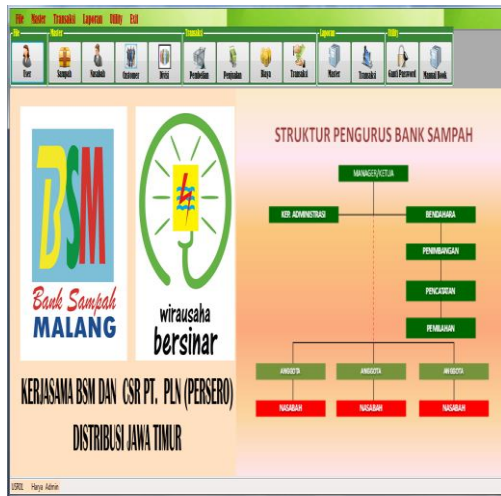 File Master Transaksi Laporan Utility Exit
File Master Transaksi Laporan Utility
User Sampah Nasabah Customer Divisi Pembelian Penjualan Biaya Transaksi Master Transaksi Ganti Password Manual Book
BSM
Bank Sampah
MALANG
wirausaha
bersinar
KERJASAMA BSM DAN CSR PT. PLN (PERSERO)
DISTRIBUSI JAWA TIMUR
STRUKTUR PENGURUS BANK SAMPAH
MANAGER/KETUA
KEP. ADMINISTRASI BENDAHARA
PENIMBANGAN
PENCATATAN
PEMILAHAN
ANGGOTA ANGGOTA ANGGOTA
NASABAH NASABAH NASABAH
USR01 Harya Admin